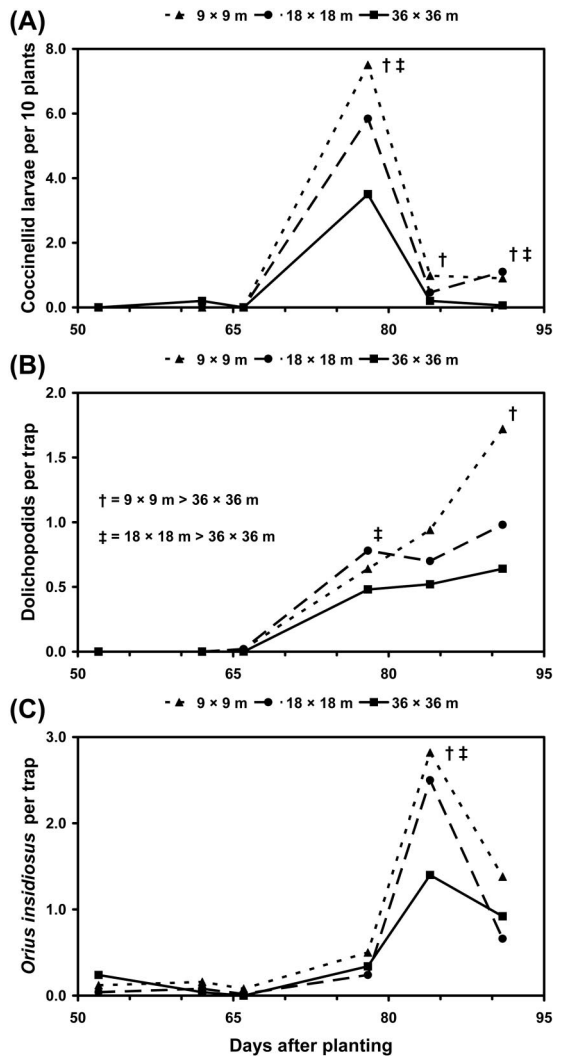 (A)
9 × 9 m 18 × 18 m 36 × 36 m
Coccinellid larvae per 10 plants
8.0
6.0
4.0
2.0
0.0
† ‡
†
† ‡
50 65 80 95
(B)
9 × 9 m 18 × 18 m 36 × 36 m
Dolichopodids per trap
2.0
1.5
1.0
0.5
0.0
†
† = 9 × 9 m > 36 × 36 m
‡ = 18 × 18 m > 36 × 36 m
‡
50 65 80 95
(C)
9 × 9 m 18 × 18 m 36 × 36 m
Orius insidiosus per trap
3.0
2.0
1.0
0.0
† ‡
50 65 80 95
Days after planting